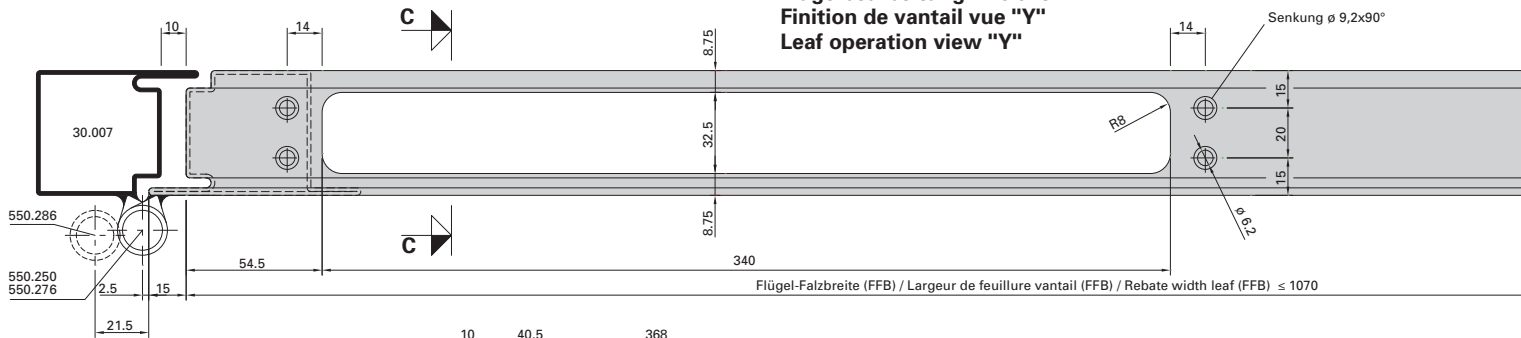 Finition de vantail vue "Y"
Leaf operation view "Y"
C
10
14
8.75
14
Senkung ø 9,2x90°
30.007
32.5
R8
15
20
15
550.286
C
8.75
ø 6,2
550.250
550.276
2.5
15
54.5
340
Flügel-Falzbreite (FFB) / Largeur de feuillure vantail (FFB) / Rebate width leaf (FFB) ≤ 1070
21.5
10
40.5
368